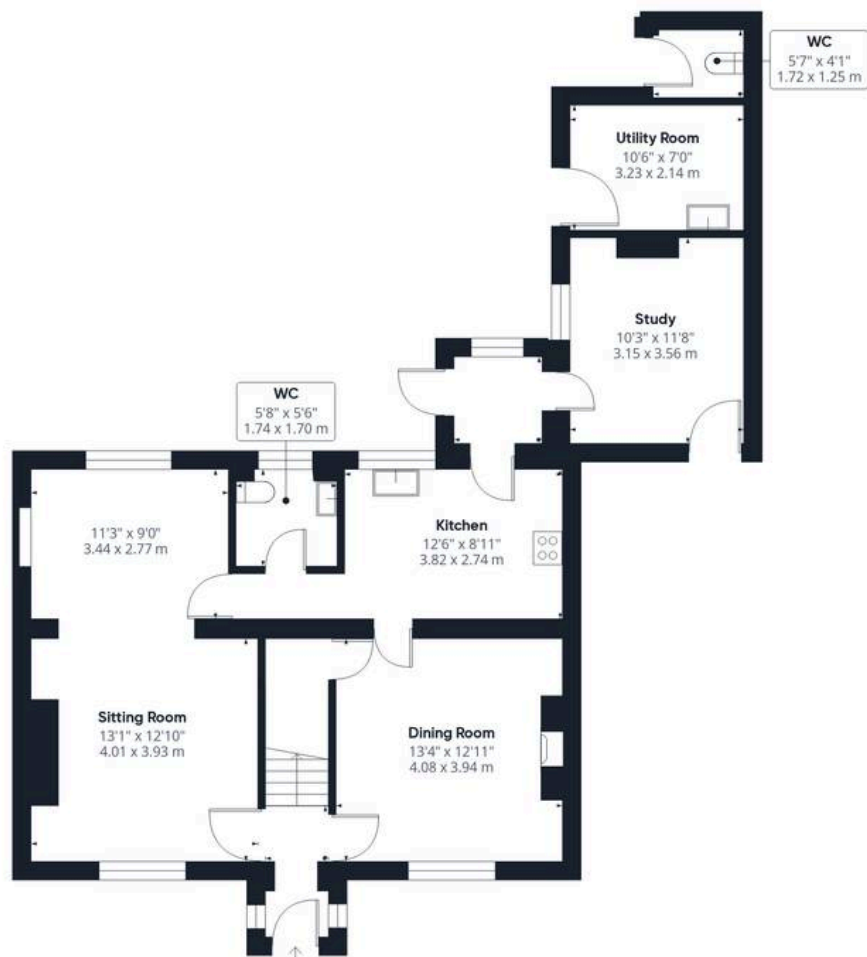 WC
5'7" x 4'1"
1.72 x 1.25 m
Utility Room
10'6" x 7'0"
3.23 x 2.14 m
Study
10'3" x 11'8"
3.15 x 3.56 m
WC
5'8" x 5'6"
1.74 x 1.70 m
11'3" x 9'0"
3.44 x 2.77 m
Kitchen
12'6" x 8'11"
3.82 x 2.74 m
Sitting Room
13'1" x 12'10"
4.01 x 3.93 m
Dining Room
13'4" x 12'11"
4.08 x 3.94 m